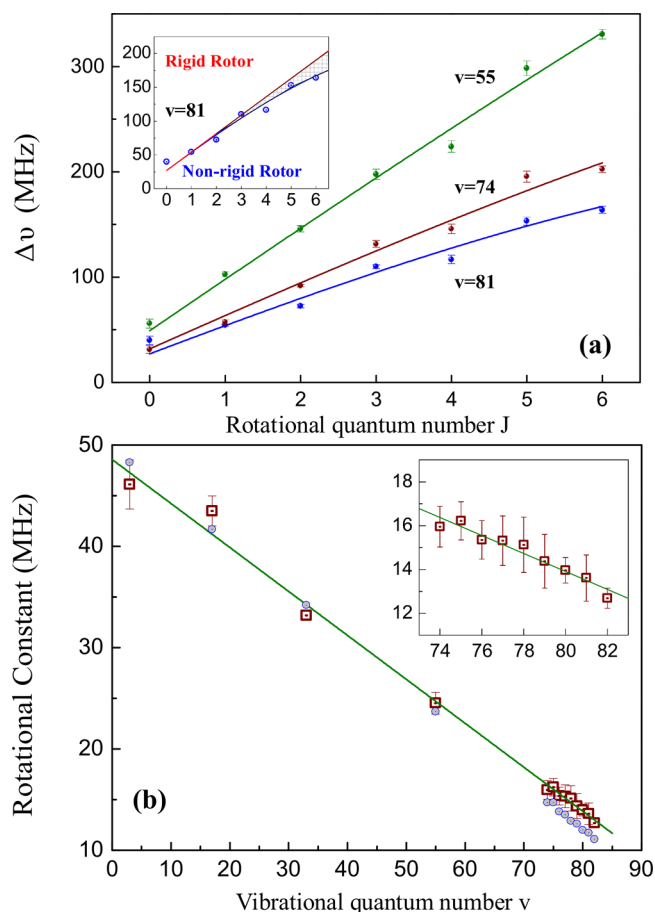 300
200
100
0
Δυ (MHz)
200
150
100
50
0
Rigid Rotor
v=81
Non-rigid Rotor
0 1 2 3 4 5 6
v=55
v=74
v=81
(a)
0 1 2 3 4 5 6
Rotational quantum number J
50
40
30
20
10
Rotational Constant (MHz)
16
14
12
74 76 78 80 82
(b)
0 10 20 30 40 50 60 70 80 90
Vibrational quantum number v